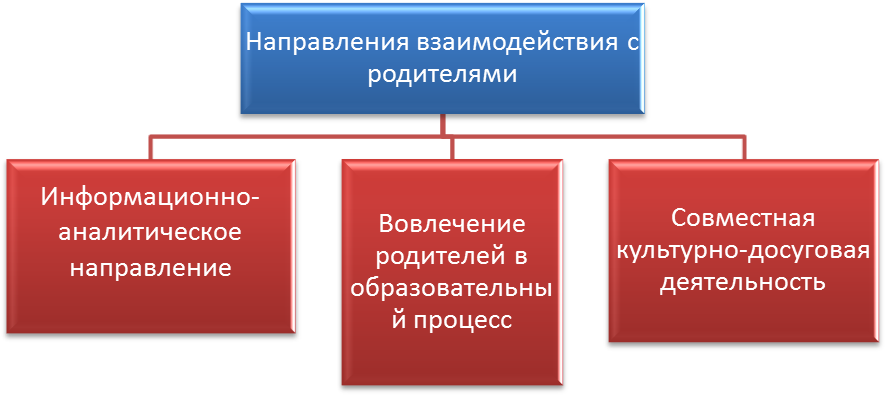 Направления взаимодействия с
родителями
Информационно-
аналитическое
направление
Вовлечение
родителей в
образовательны
й процесс
Совместная
культурно-досуговая
деятельность